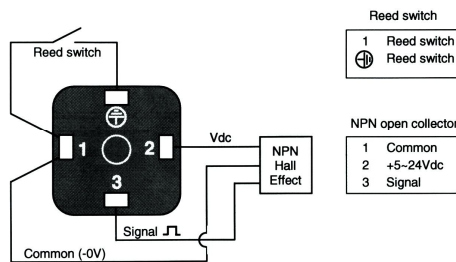 Reed switch
1
2
3
Vdc
NPN
Hall
Effect
Signal
Common (-0V)
Reed switch
1 Reed switch
Reed switch
NPN open collector
1 Common
2 +5~24Vdc
3 Signal